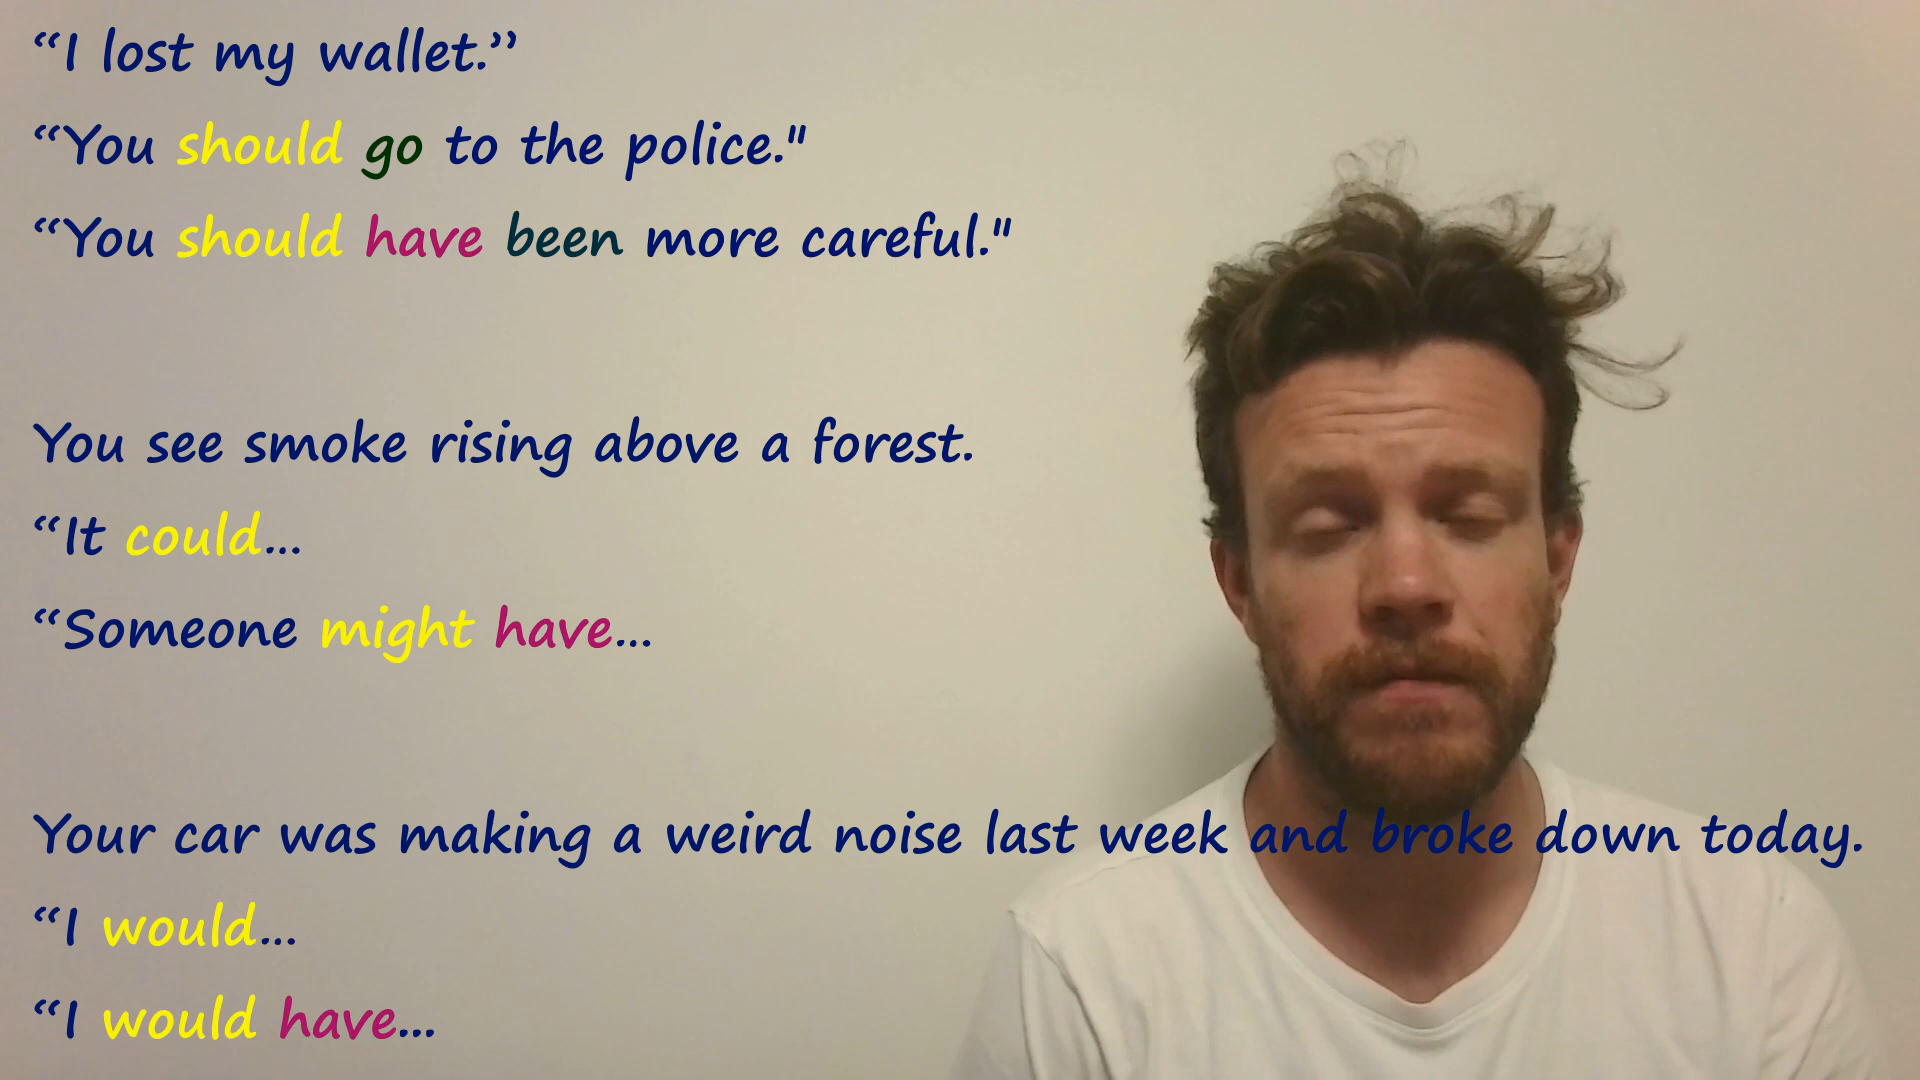 “I lost my wallet.”
“You should go to the police."
“You should have been more careful."
You see smoke rising above a forest.
“It could...
“Someone might have...
Your car was making a weird noise last week and broke down today.
“I would...
“I would have...